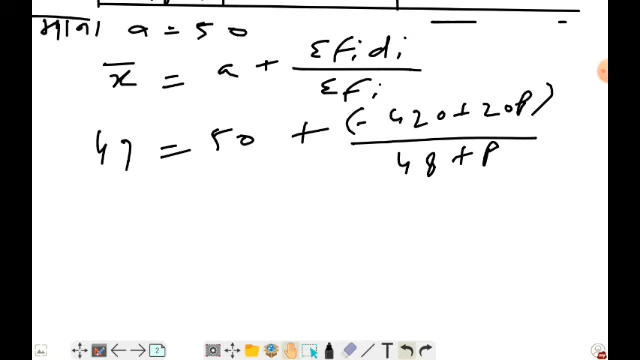 माना a = 50
x̄ = a + Σfidi / Σfi
47 = 50 + (-420+20P) / 48+P